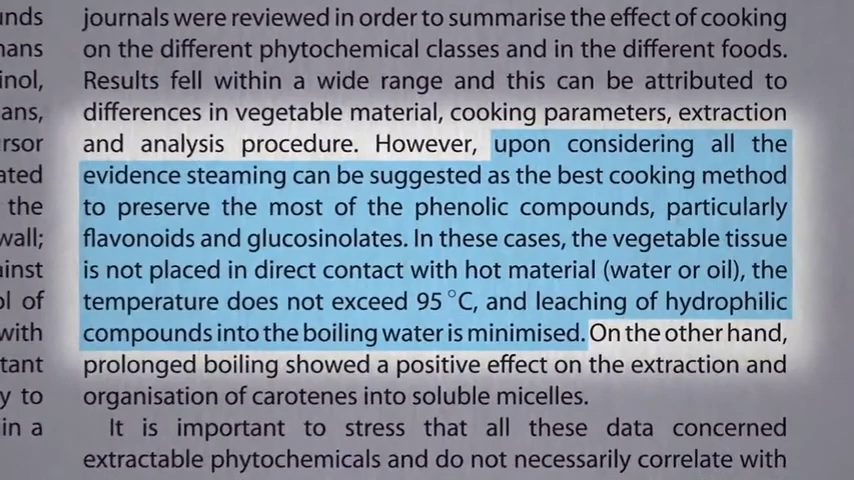 journals were reviewed in order to summarise the effect of cooking
on the different phytochemical classes and in the different foods.
Results fell within a wide range and this can be attributed to
differences in vegetable material, cooking parameters, extraction
and analysis procedure. However, upon considering all the
evidence steaming can be suggested as the best cooking method
to preserve the most of the phenolic compounds, particularly
flavonoids and glucosinolates. In these cases, the vegetable tissue
is not placed in direct contact with hot material (water or oil), the
temperature does not exceed 95 °C, and leaching of hydrophilic
compounds into the boiling water is minimised. On the other hand,
prolonged boiling showed a positive effect on the extraction and
organisation of carotenes into soluble micelles.
It is important to stress that all these data concerned
extractable phytochemicals and do not necessarily correlate with